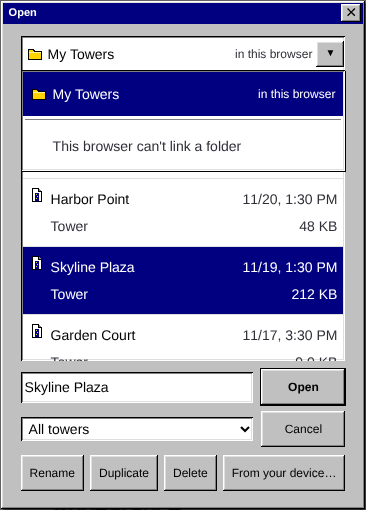 Open
My Towers in this browser
My Towers in this browser
This browser can't link a folder
Harbor Point 11/20, 1:30 PM
Tower 48 KB
Skyline Plaza 11/19, 1:30 PM
Tower 212 KB
Garden Court 11/17, 3:30 PM
Skyline Plaza Open
All towers Cancel
Rename Duplicate Delete From your device…